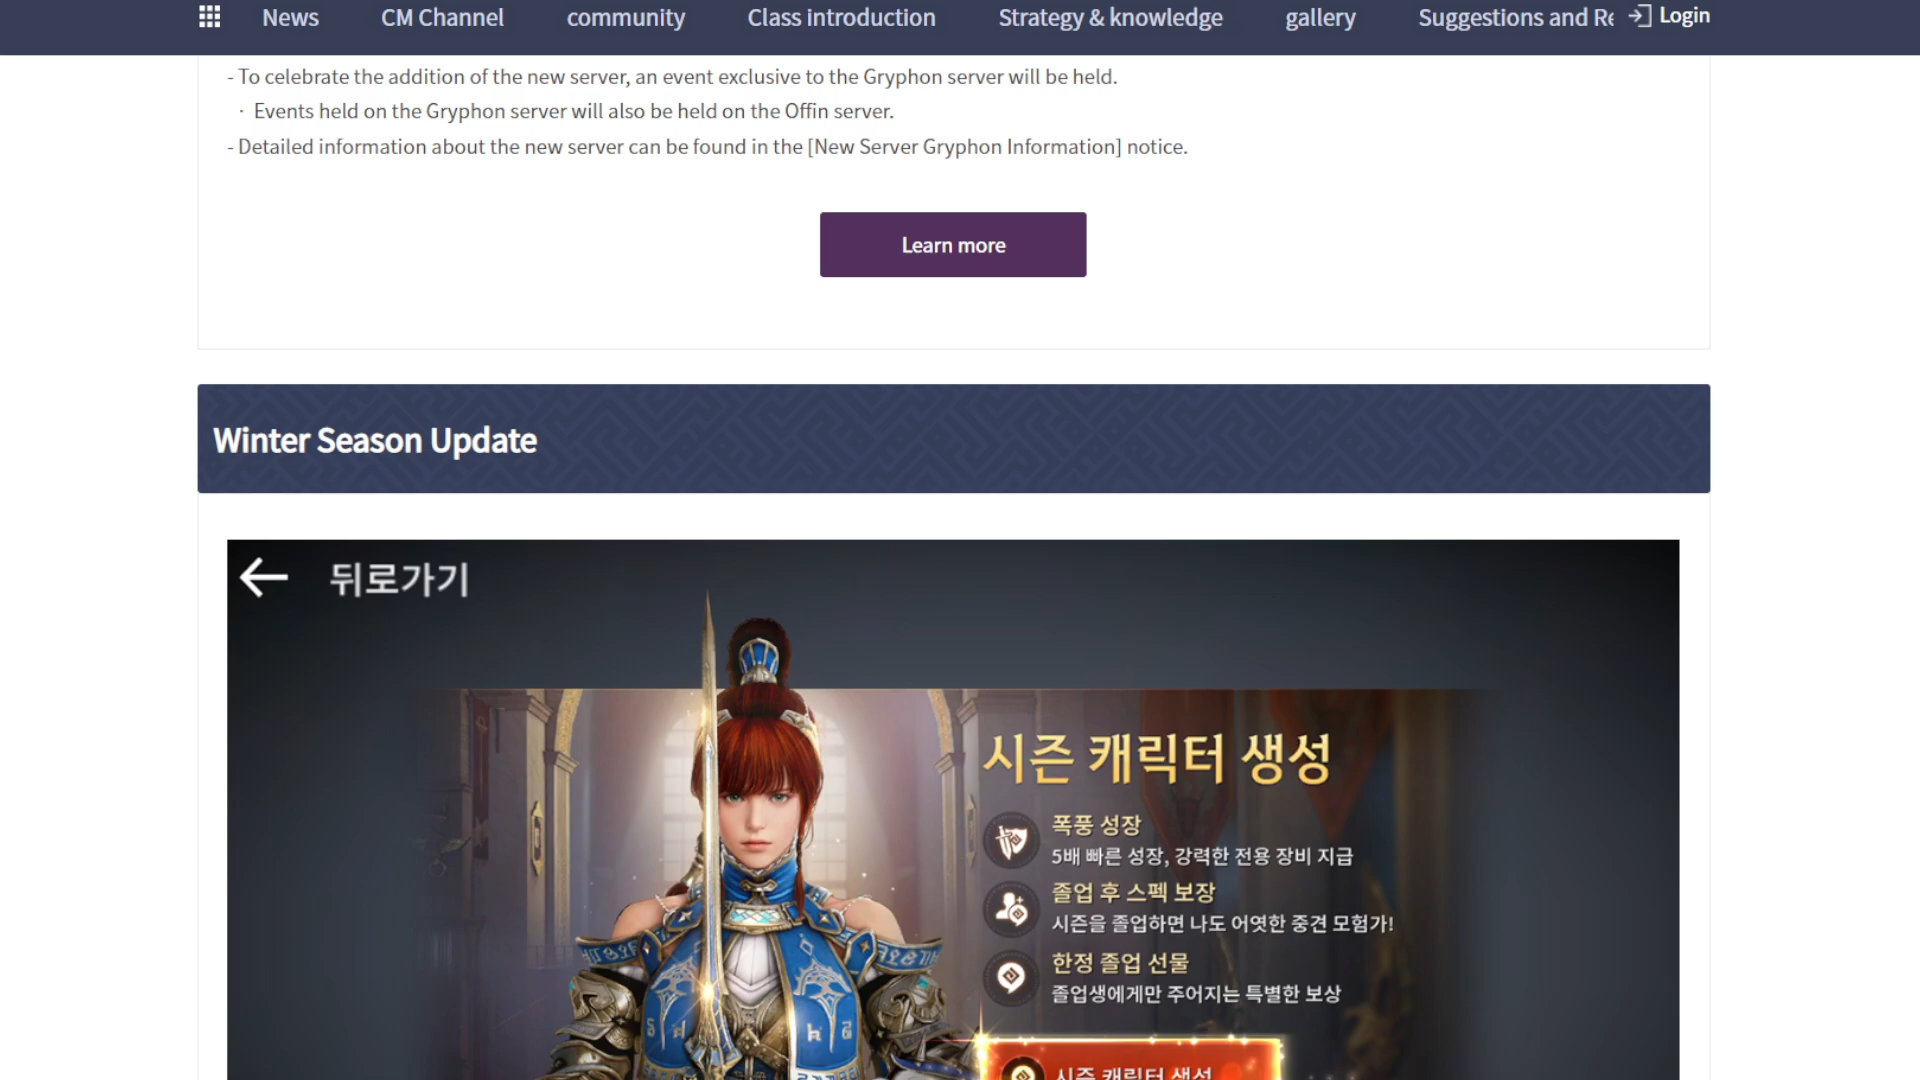 News CM Channel community Class introduction Strategy & knowledge gallery Suggestions and Re Login
- To celebrate the addition of the new server, an event exclusive to the Gryphon server will be held.
· Events held on the Gryphon server will also be held on the Offin server.
- Detailed information about the new server can be found in the [New Server Gryphon Information] notice.
Learn more
Winter Season Update
뒤로가기
시즌 캐릭터 생성
폭풍 성장
5배 빠른 성장, 강력한 전용 장비 지급
졸업 후 스펙 보장
시즌을 졸업하면 나도 어엿한 중견 모험가!
한정 졸업 선물
졸업생에게만 주어지는 특별한 보상
시즌 캐릭터 생성